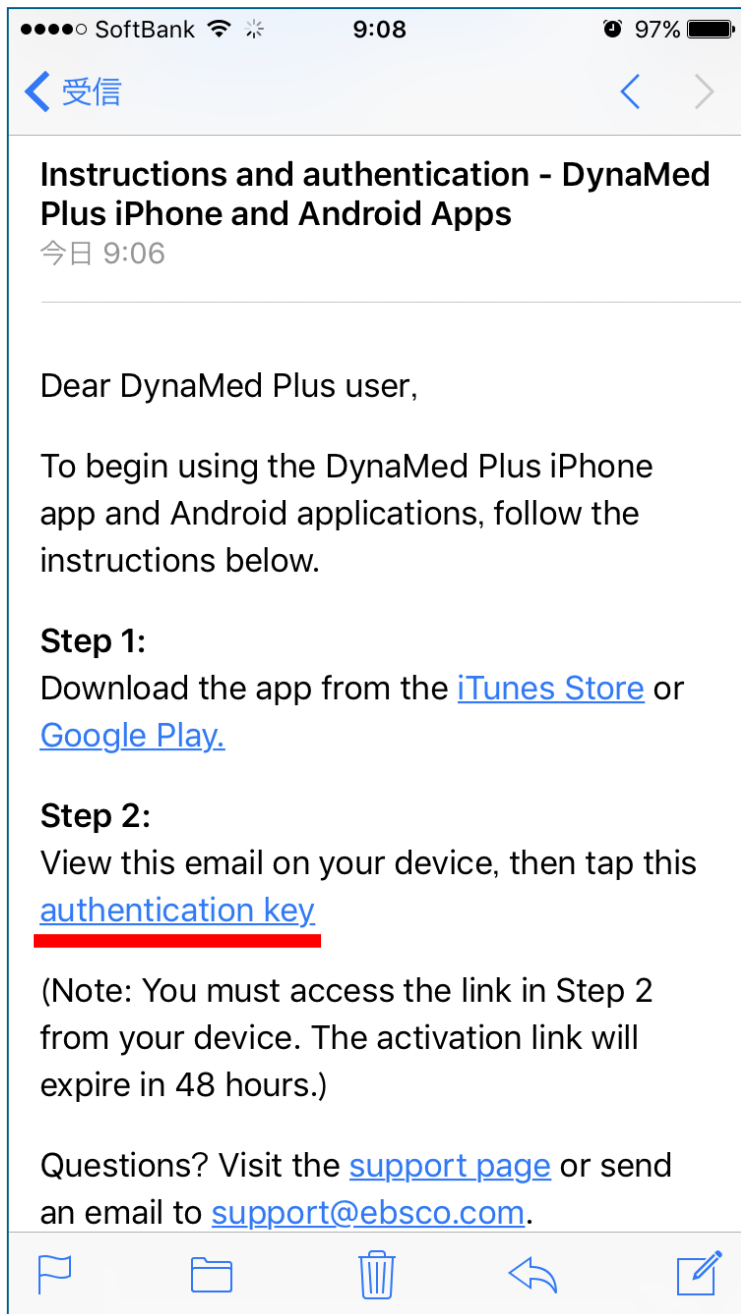 SoftBank 9:08 97%
受信
Instructions and authentication - DynaMed
Plus iPhone and Android Apps
今日 9:06
Dear DynaMed Plus user,
To begin using the DynaMed Plus iPhone
app and Android applications, follow the
instructions below.
Step 1:
Download the app from the iTunes Store or
Google Play.
Step 2:
View this email on your device, then tap this
authentication key
(Note: You must access the link in Step 2
from your device. The activation link will
expire in 48 hours.)
Questions? Visit the support page or send
an email to support@ebsco.com.